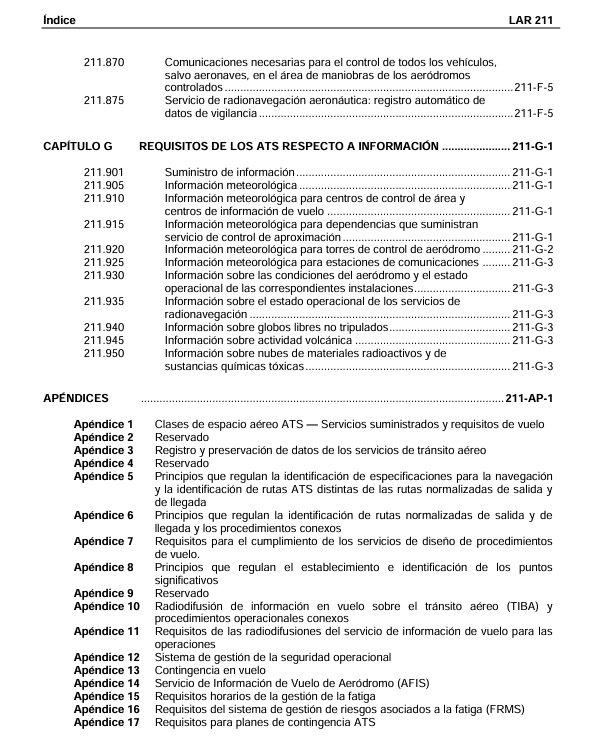 Índice LAR 211
211.870 Comunicaciones necesarias para el control de todos los vehículos,
salvo aeronaves, en el área de maniobras de los aeródromos
controlados ........ 211-F-5
211.875 Servicio de radionavegación aeronáutica: registro automático de
datos de vigilancia ........ 211-F-5
CAPÍTULO G REQUISITOS DE LOS ATS RESPECTO A INFORMACIÓN ........ 211-G-1
211.901 Suministro de información ........ 211-G-1
211.905 Información meteorológica ........ 211-G-1
211.910 Información meteorológica para centros de control de área y
centros de información de vuelo ........ 211-G-1
211.915 Información meteorológica para dependencias que suministran
servicio de control de aproximación ........ 211-G-1
211.920 Información meteorológica para torres de control de aeródromo ........ 211-G-2
211.925 Información meteorológica para estaciones de comunicaciones ........ 211-G-3
211.930 Información sobre las condiciones del aeródromo y el estado
operacional de las correspondientes instalaciones ........ 211-G-3
211.935 Información sobre el estado operacional de los servicios de
radionavegación ........ 211-G-3
211.940 Información sobre globos libres no tripulados ........ 211-G-3
211.945 Información sobre actividad volcánica ........ 211-G-3
211.950 Información sobre nubes de materiales radioactivos y de
sustancias químicas tóxicas ........ 211-G-3
APÉNDICES ........ 211-AP-1
Apéndice 1 Clases de espacio aéreo ATS — Servicios suministrados y requisitos de vuelo
Apéndice 2 Reservado
Apéndice 3 Registro y preservación de datos de los servicios de tránsito aéreo
Apéndice 4 Reservado
Apéndice 5 Principios que regulan la identificación de especificaciones para la navegación
y la identificación de rutas ATS distintas de las rutas normalizadas de salida y
de llegada
Apéndice 6 Principios que regulan la identificación de rutas normalizadas de salida y de
llegada y los procedimientos conexos
Apéndice 7 Requisitos para el cumplimiento de los servicios de diseño de procedimientos
de vuelo.
Apéndice 8 Principios que regulan el establecimiento e identificación de los puntos
significativos
Apéndice 9 Reservado
Apéndice 10 Radiodifusión de información en vuelo sobre el tránsito aéreo (TIBA) y
procedimientos operacionales conexos
Apéndice 11 Requisitos de las radiodifusiones del servicio de información de vuelo para las
operaciones
Apéndice 12 Sistema de gestión de la seguridad operacional
Apéndice 13 Contingencia en vuelo
Apéndice 14 Servicio de Información de Vuelo de Aeródromo (AFIS)
Apéndice 15 Requisitos horarios de la gestión de la fatiga
Apéndice 16 Requisitos del sistema de gestión de riesgos asociados a la fatiga (FRMS)
Apéndice 17 Requisitos para planes de contingencia ATS